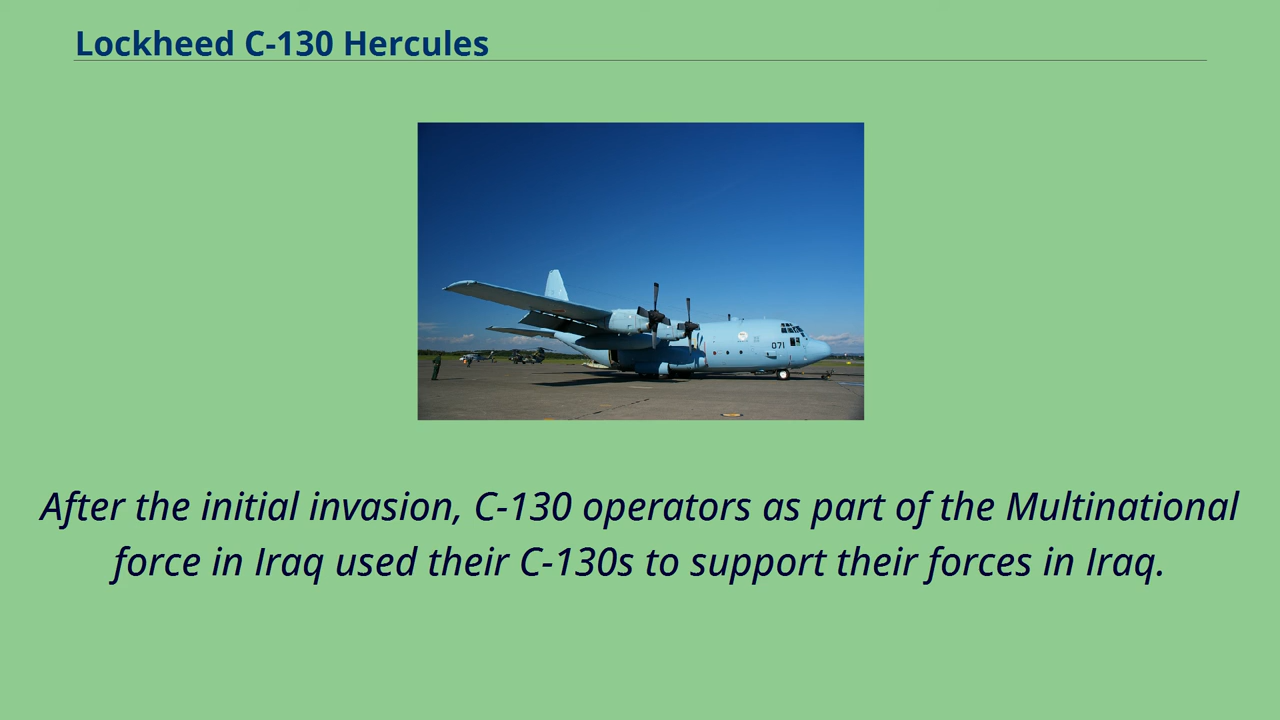 Lockheed C-130 Hercules
071
After the initial invasion, C-130 operators as part of the Multinational
force in Iraq used their C-130s to support their forces in Iraq.